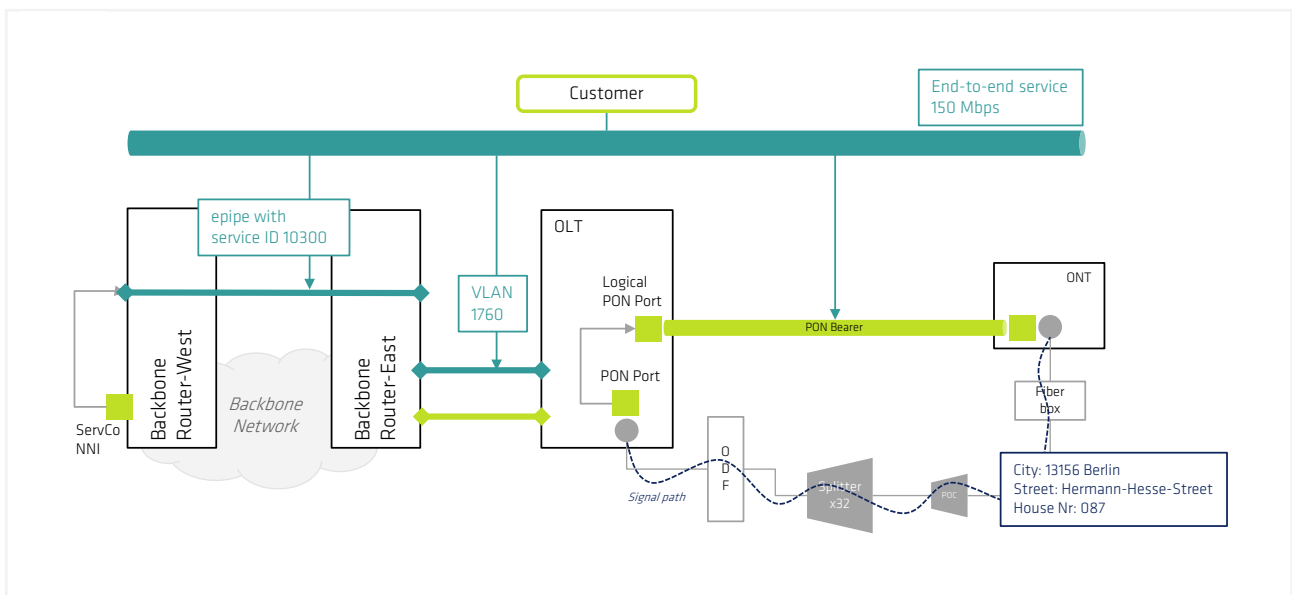 Customer
End-to-end service
150 Mbps
epipe with
service ID 10300
OLT
ONT
Logical
PON Port
VLAN
1760
PON Bearer
Backbone
Router-West
Backbone
Router-East
Backbone
Network
PON Port
Fiber
box
ServCo
NNI
O
D
F
Signal path
Splitter
x32
POC
City: 13156 Berlin
Street: Hermann-Hesse-Street
House Nr: 087